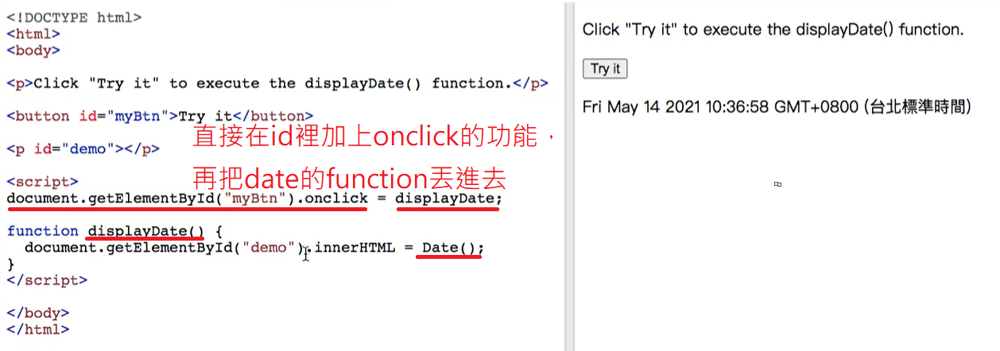 <!DOCTYPE html>
<html>
<body>
<p>Click "Try it" to execute the displayDate() function.</p>
<button id="myBtn">Try it</button>
直接在id裡加上onclick的功能，
<p id="demo"></p>
再把date的function丟進去
<script>
document.getElementById("myBtn").onclick = displayDate;
function displayDate() {
  document.getElementById("demo").innerHTML = Date();
}
</script>
</body>
</html>
Click "Try it" to execute the displayDate() function.
Try it
Fri May 14 2021 10:36:58 GMT+0800 (台北標準時間)